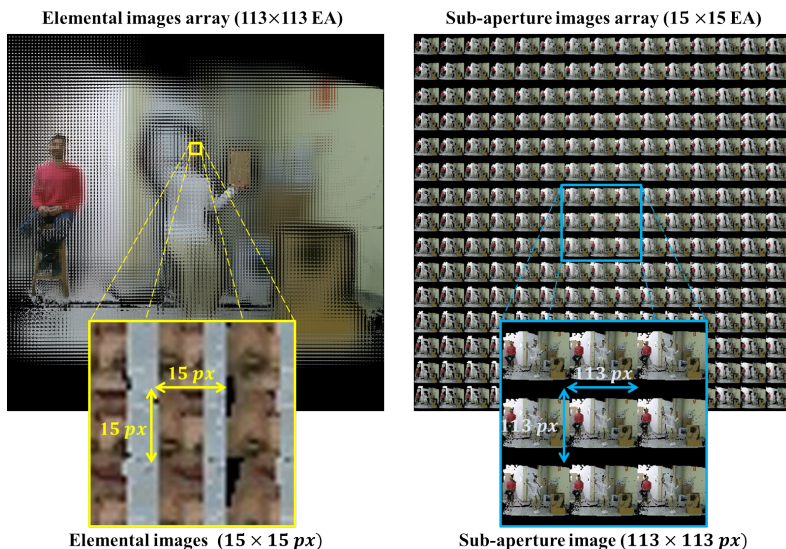 Elemental images array (113×113 EA)
Sub-aperture images array (15 ×15 EA)
15 px
15 px
113 px
113 px
Elemental images (15 × 15 px)
Sub-aperture image (113 × 113 px)